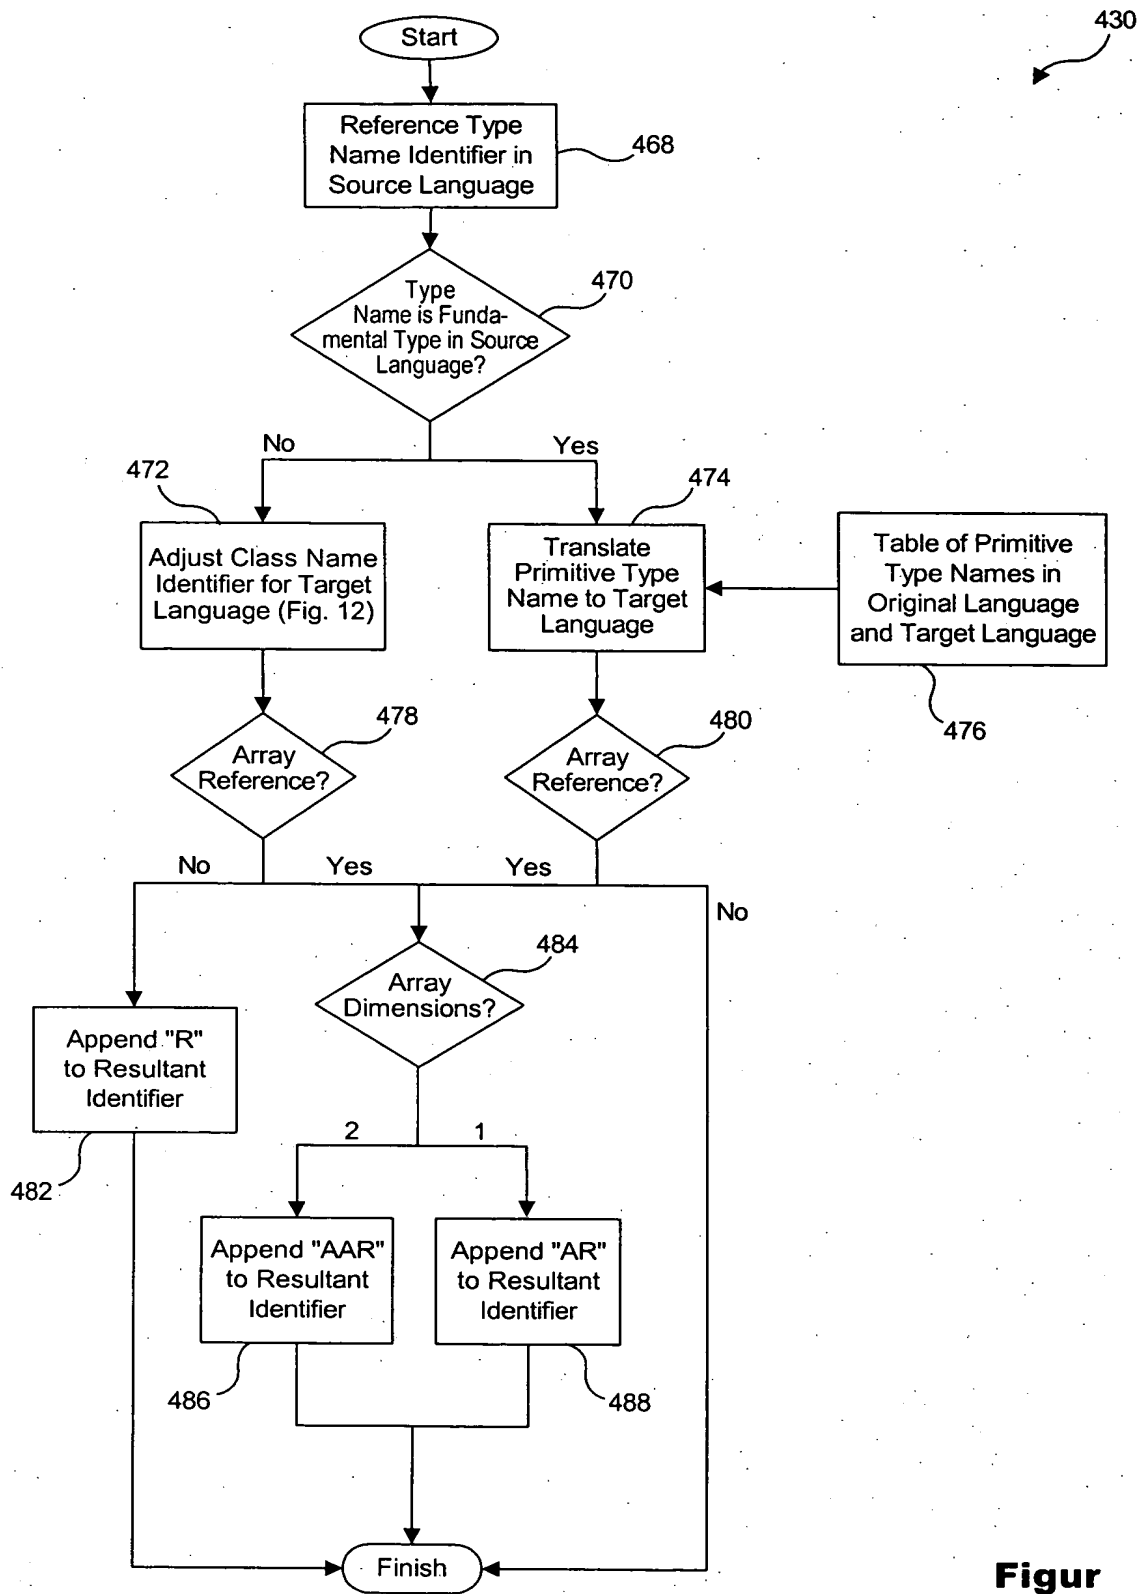 430
Start
Reference Type
Name Identifier in
Source Language
468
Type
Name is Funda-
mental Type in Source
Language?
470
No
Yes
472
474
Adjust Class Name
Identifier for Target
Language (Fig. 12)
Translate
Primitive Type
Name to Target
Language
Table of Primitive
Type Names in
Original Language
and Target Language
476
478
480
Array
Reference?
Array
Reference?
No
Yes
Yes
No
484
Array
Dimensions?
Append "R"
to Resultant
Identifier
482
2
1
Append "AAR"
to Resultant
Identifier
Append "AR"
to Resultant
Identifier
486
488
Finish
Figur